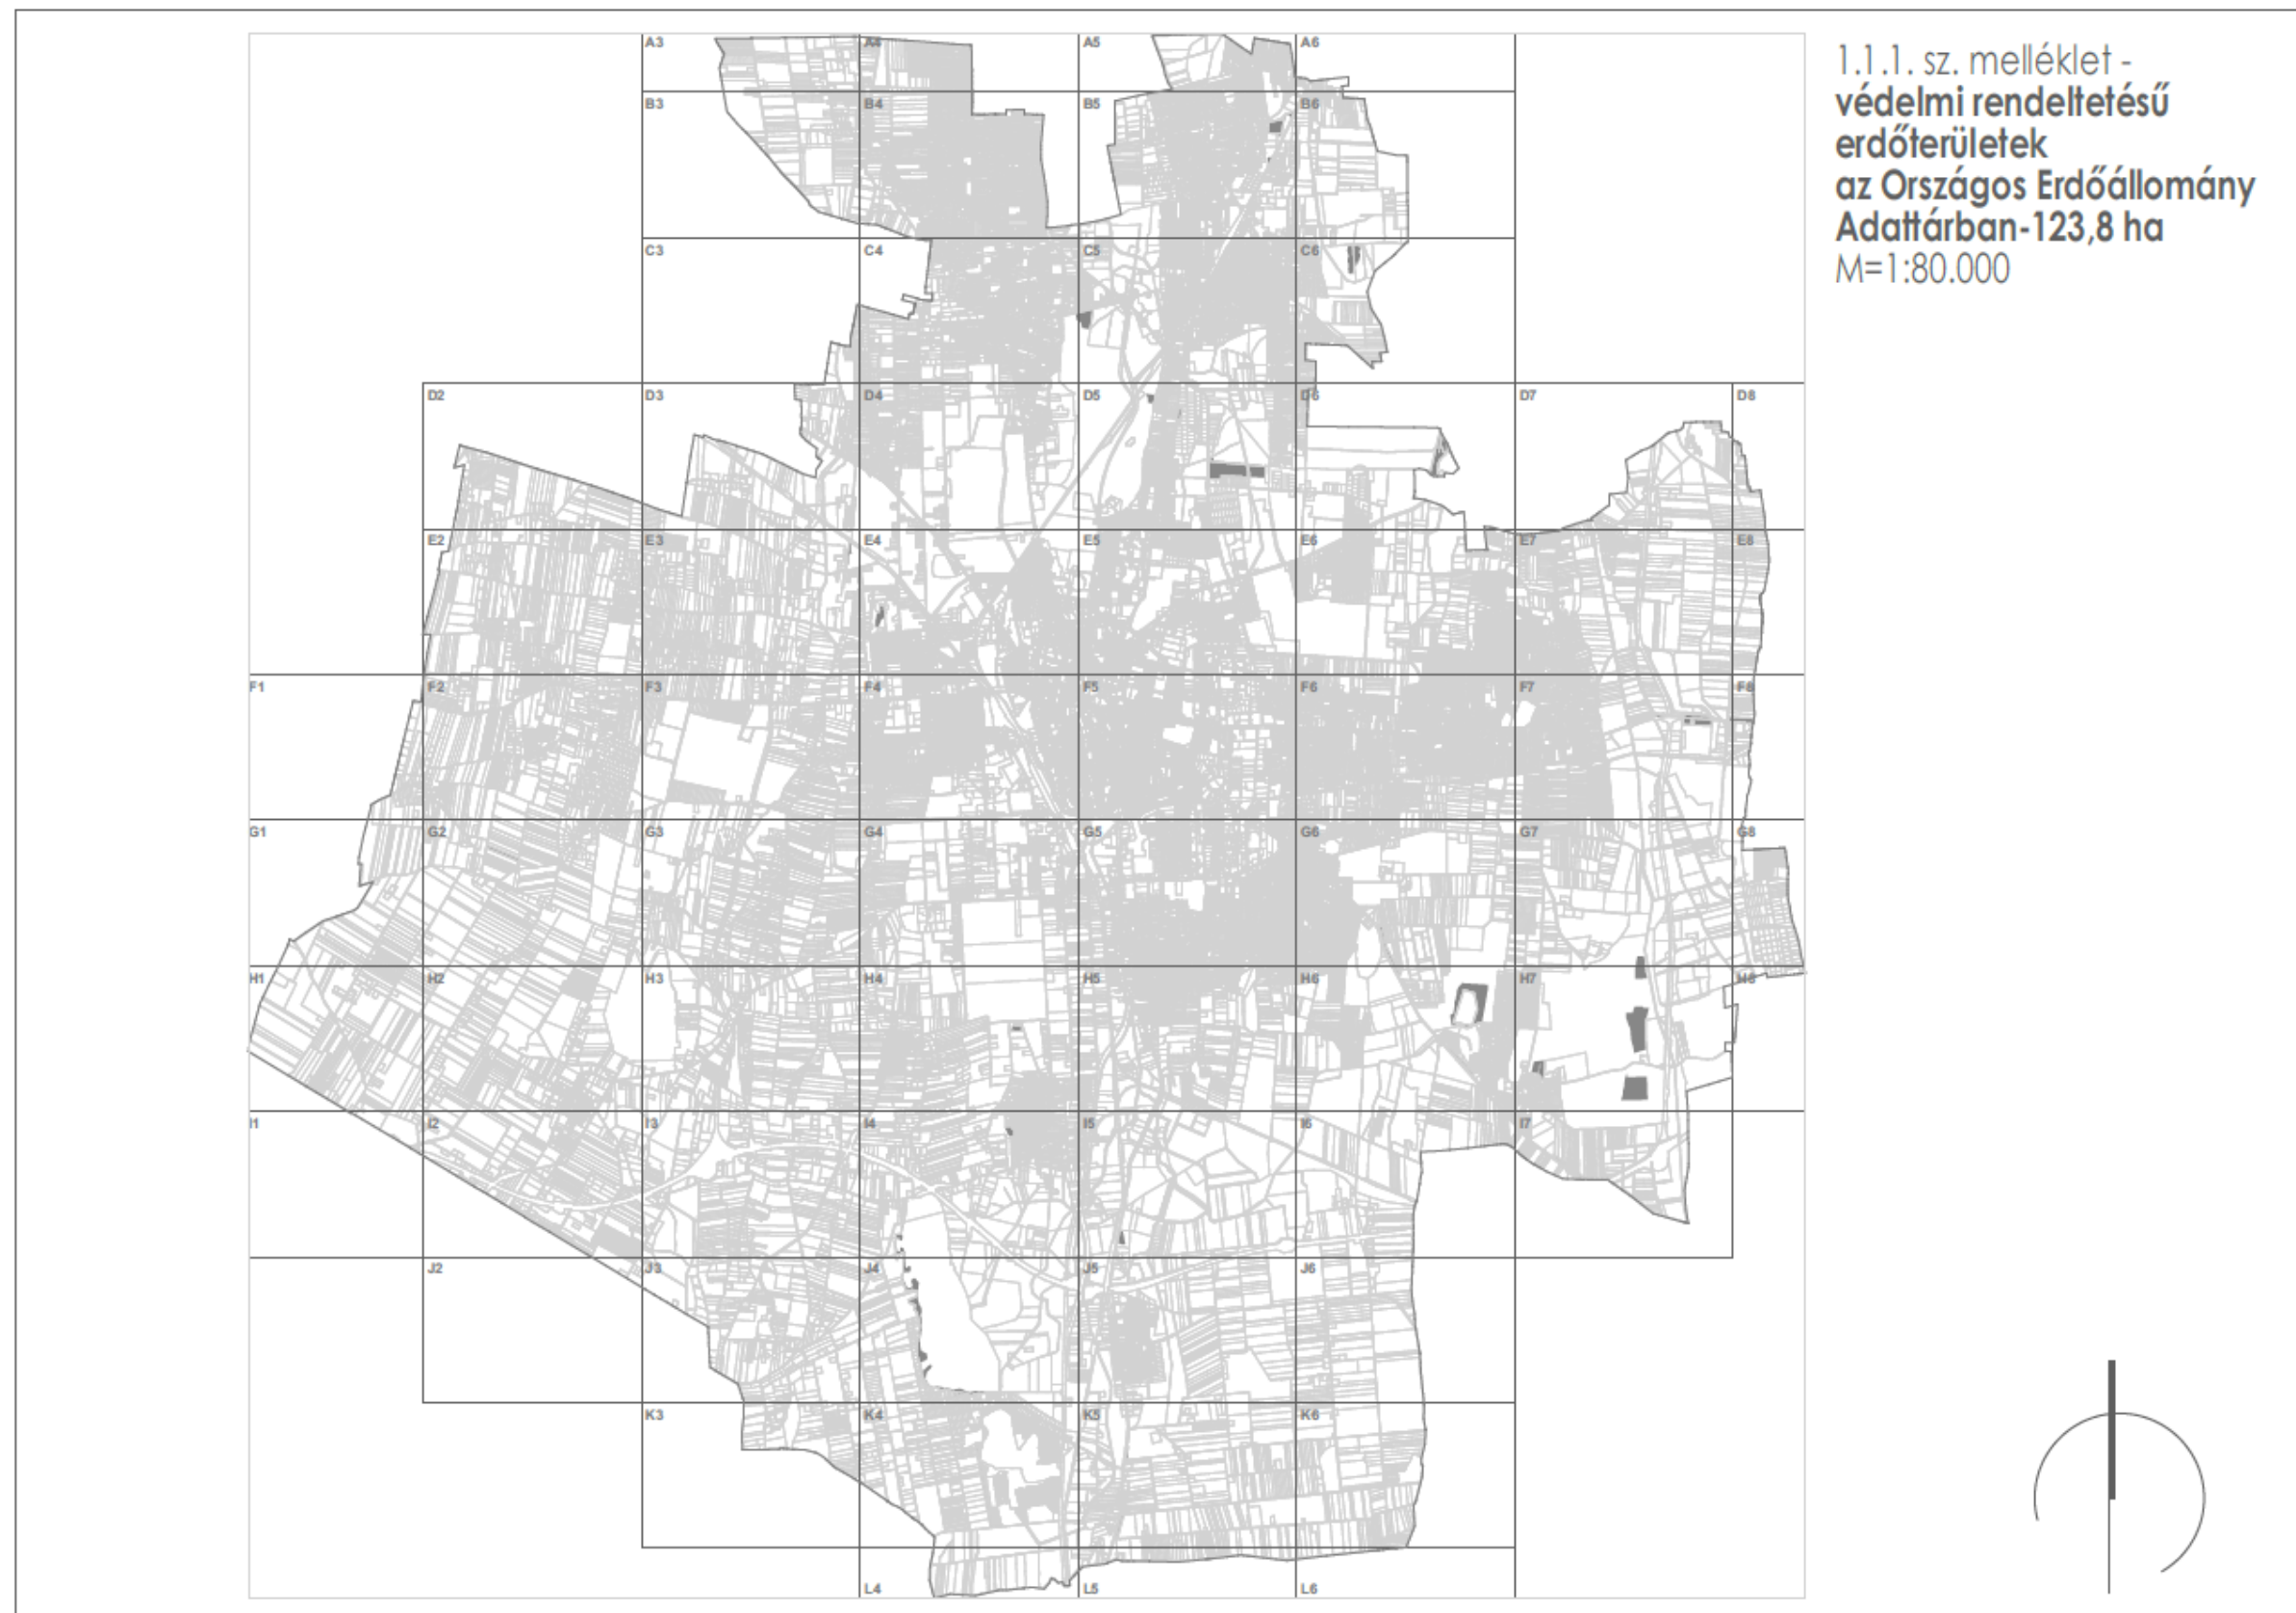 1.1.1. sz. melléklet -
védelmi rendeltetésű
erdőterületek
az Országos Erdőállomány
Adattárban-123,8 ha
M=1:80.000
A3 A4 A5 A6
B3 B4 B5 B6
C3 C4 C5 C6
D2 D3 D4 D5 D6 D7 D8
E2 E3 E4 E5 E6 E7 E8
F1 F2 F3 F4 F5 F6 F7 F8
G1 G2 G3 G4 G5 G6 G7 G8
H1 H2 H3 H4 H5 H6 H7 H8
I1 I2 I3 I4 I5 I6 I7
J2 J3 J4 J5 J6
K3 K4 K5 K6
L4 L5 L6